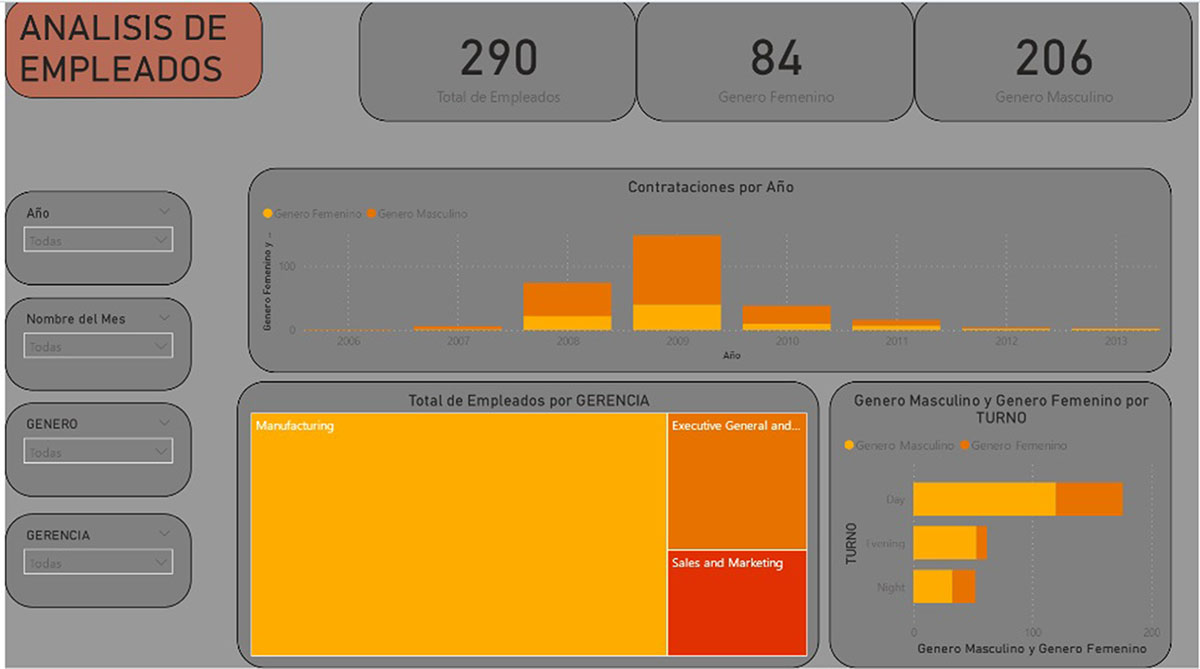 ANALISIS DE
EMPLEADOS
290
Total de Empleados
84
Genero Femenino
206
Genero Masculino
Año
Todas
Nombre del Mes
Todas
GENERO
Todas
GERENCIA
Todas
Contrataciones por Año
Genero Femenino Genero Masculino
Genero Femenino y ...
100
0
2006 2007 2008 2009 2010 2011 2012 2013
Año
Total de Empleados por GERENCIA
Manufacturing
Executive General and...
Sales and Marketing
Genero Masculino y Genero Femenino por
TURNO
Genero Masculino Genero Femenino
TURNO
Day
Evening
Night
0 100 200
Genero Masculino y Genero Femenino